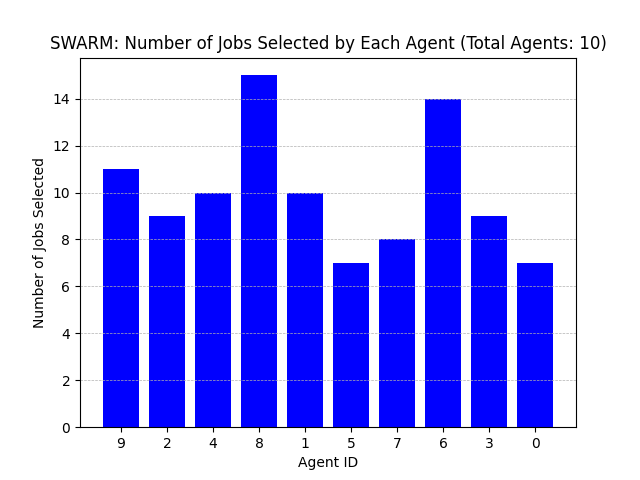 SWARM: Number of Jobs Selected by Each Agent (Total Agents: 10)
Number of Jobs Selected
14
12
10
8
6
4
2
0
9 2 4 8 1 5 7 6 3 0
Agent ID